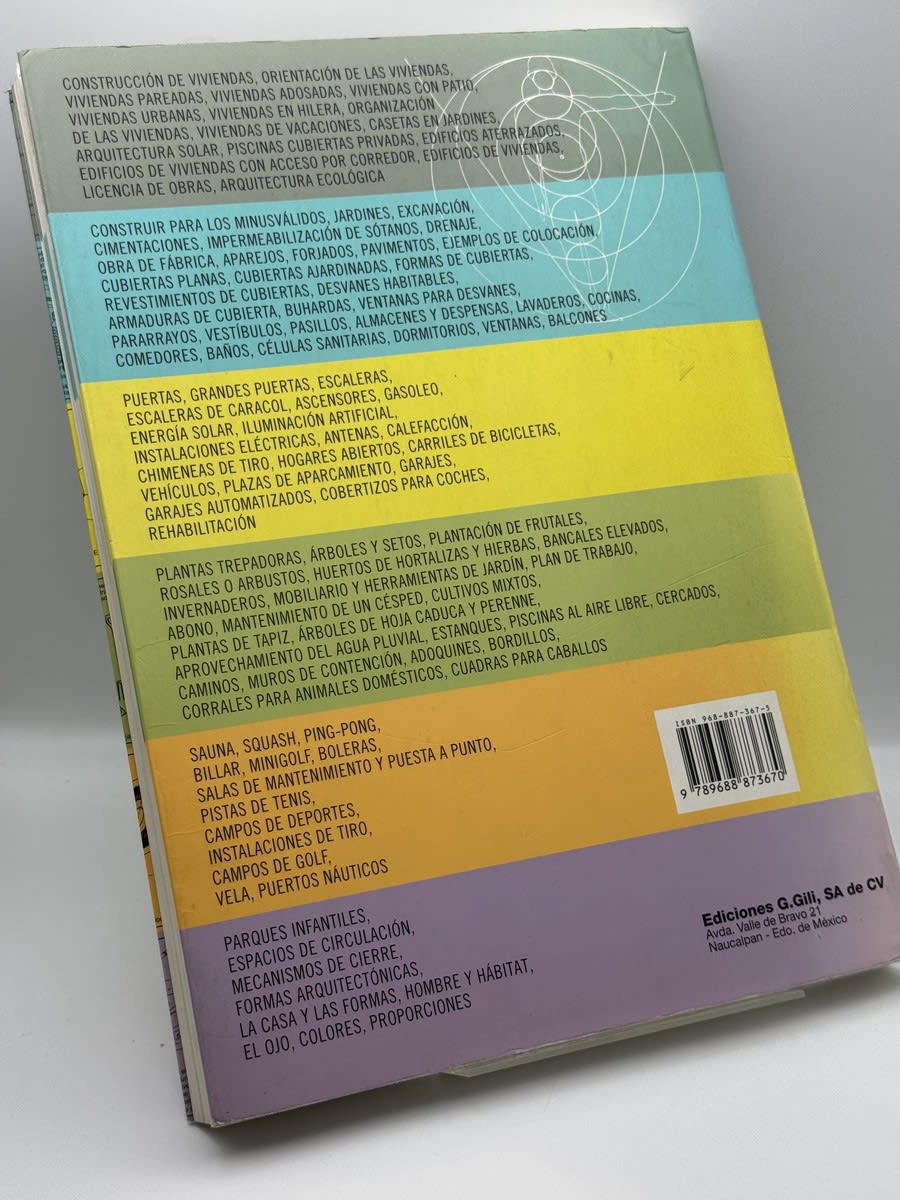 CONSTRUCCIÓN DE VIVIENDAS, ORIENTACIÓN DE LAS VIVIENDAS,
VIVIENDAS PAREADAS, VIVIENDAS ADOSADAS, VIVIENDAS CON PATIO,
VIVIENDAS URBANAS, VIVIENDAS EN HILERA, ORGANIZACIÓN
DE LAS VIVIENDAS, VIVIENDAS DE VACACIONES, CASETAS EN JARDINES,
ARQUITECTURA SOLAR, PISCINAS CUBIERTAS PRIVADAS, EDIFICIOS ATERRAZADOS,
EDIFICIOS DE VIVIENDAS CON ACCESO POR CORREDOR, EDIFICIOS DE VIVIENDAS,
LICENCIA DE OBRAS, ARQUITECTURA ECOLÓGICA
CONSTRUIR PARA LOS MINUSVÁLIDOS, JARDINES, EXCAVACIÓN,
CIMENTACIONES, IMPERMEABILIZACIÓN DE SÓTANOS, DRENAJE,
OBRA DE FÁBRICA, APAREJOS, FORJADOS, PAVIMENTOS, EJEMPLOS DE COLOCACIÓN,
CUBIERTAS PLANAS, CUBIERTAS AJARDINADAS, FORMAS DE CUBIERTAS,
REVESTIMIENTOS DE CUBIERTAS, DESVANES HABITABLES,
ARMADURAS DE CUBIERTA, BUHARDAS, VENTANAS PARA DESVANES,
PARARRAYOS, VESTÍBULOS, PASILLOS, ALMACENES Y DESPENSAS, LAVADEROS, COCINAS,
COMEDORES, BAÑOS, CÉLULAS SANITARIAS, DORMITORIOS, VENTANAS, BALCONES
PUERTAS, GRANDES PUERTAS, ESCALERAS,
ESCALERAS DE CARACOL, ASCENSORES, GASOLEO,
ENERGÍA SOLAR, ILUMINACIÓN ARTIFICIAL,
INSTALACIONES ELÉCTRICAS, ANTENAS, CALEFACCIÓN,
CHIMENEAS DE TIRO, HOGARES ABIERTOS, CARRILES DE BICICLETAS,
VEHÍCULOS, PLAZAS DE APARCAMIENTO, GARAJES,
GARAJES AUTOMATIZADOS, COBERTIZOS PARA COCHES,
REHABILITACIÓN
PLANTAS TREPADORAS, ÁRBOLES Y SETOS, PLANTACIÓN DE FRUTALES,
ROSALES O ARBUSTOS, HUERTOS DE HORTALIZAS Y HIERBAS, BANCALES ELEVADOS,
INVERNADEROS, MOBILIARIO Y HERRAMIENTAS DE JARDÍN, PLAN DE TRABAJO,
ABONO, MANTENIMIENTO DE UN CÉSPED, CULTIVOS MIXTOS,
PLANTAS DE TAPIZ, ÁRBOLES DE HOJA CADUCA Y PERENNE,
APROVECHAMIENTO DEL AGUA PLUVIAL, ESTANQUES, PISCINAS AL AIRE LIBRE, CERCADOS,
CAMINOS, MUROS DE CONTENCIÓN, ADOQUINES, BORDILLOS,
CORRALES PARA ANIMALES DOMÉSTICOS, CUADRAS PARA CABALLOS
SAUNA, SQUASH, PING-PONG,
BILLAR, MINIGOLF, BOLERAS,
SALAS DE MANTENIMIENTO Y PUESTA A PUNTO,
PISTAS DE TENIS,
CAMPOS DE DEPORTES,
INSTALACIONES DE TIRO,
CAMPOS DE GOLF,
VELA, PUERTOS NÁUTICOS
ISBN 968-887-367-5
9 789688 873670
PARQUES INFANTILES,
ESPACIOS DE CIRCULACIÓN,
MECANISMOS DE CIERRE,
FORMAS ARQUITECTÓNICAS,
LA CASA Y LAS FORMAS, HOMBRE Y HÁBITAT,
EL OJO, COLORES, PROPORCIONES
Ediciones G.Gili, SA de CV
Avda. Valle de Bravo 21
Naucalpan - Edo. de México